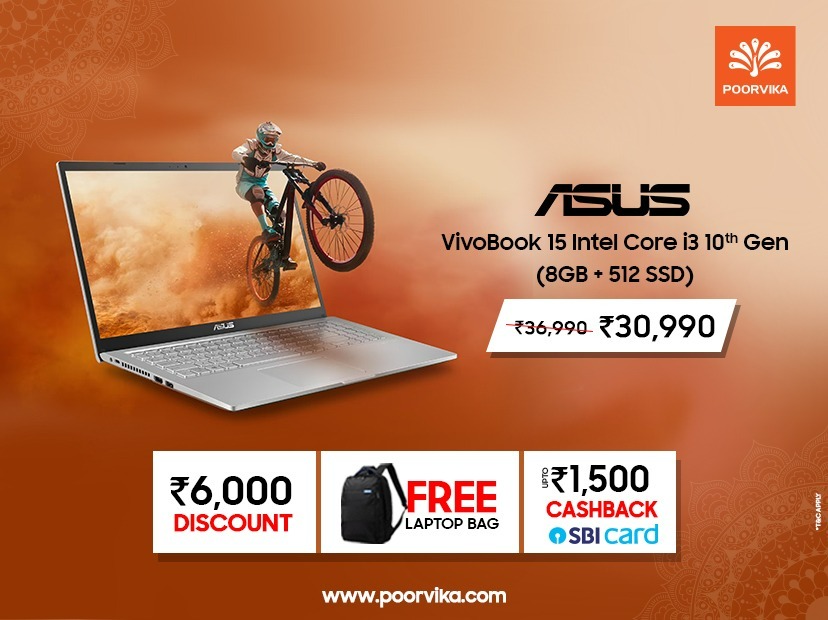 POORVIKA
ASUS
ASUS
VivoBook 15 Intel Core i3 10th Gen
(8GB + 512 SSD)
₹36,990 ₹30,990
₹6,000
DISCOUNT
FREE
LAPTOP BAG
UPTO ₹1,500
CASHBACK
SBI card
*T&C APPLY
www.poorvika.com